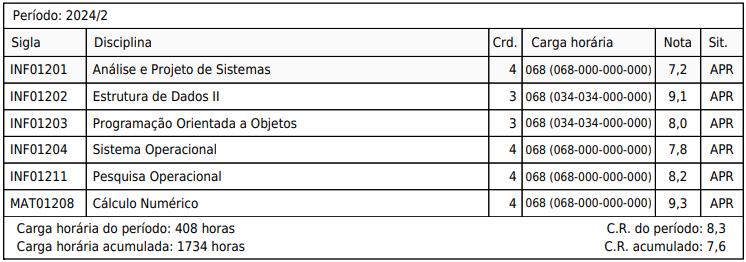 Período: 2024/2
Sigla Disciplina Crd. Carga horária Nota Sit.
INF01201 Análise e Projeto de Sistemas 4 068 (068-000-000-000) 7,2 APR
INF01202 Estrutura de Dados II 3 068 (034-034-000-000) 9,1 APR
INF01203 Programação Orientada a Objetos 3 068 (034-034-000-000) 8,0 APR
INF01204 Sistema Operacional 4 068 (068-000-000-000) 7,8 APR
INF01211 Pesquisa Operacional 4 068 (068-000-000-000) 8,2 APR
MAT01208 Cálculo Numérico 4 068 (068-000-000-000) 9,3 APR
Carga horária do período: 408 horas C.R. do período: 8,3
Carga horária acumulada: 1734 horas C.R. acumulado: 7,6